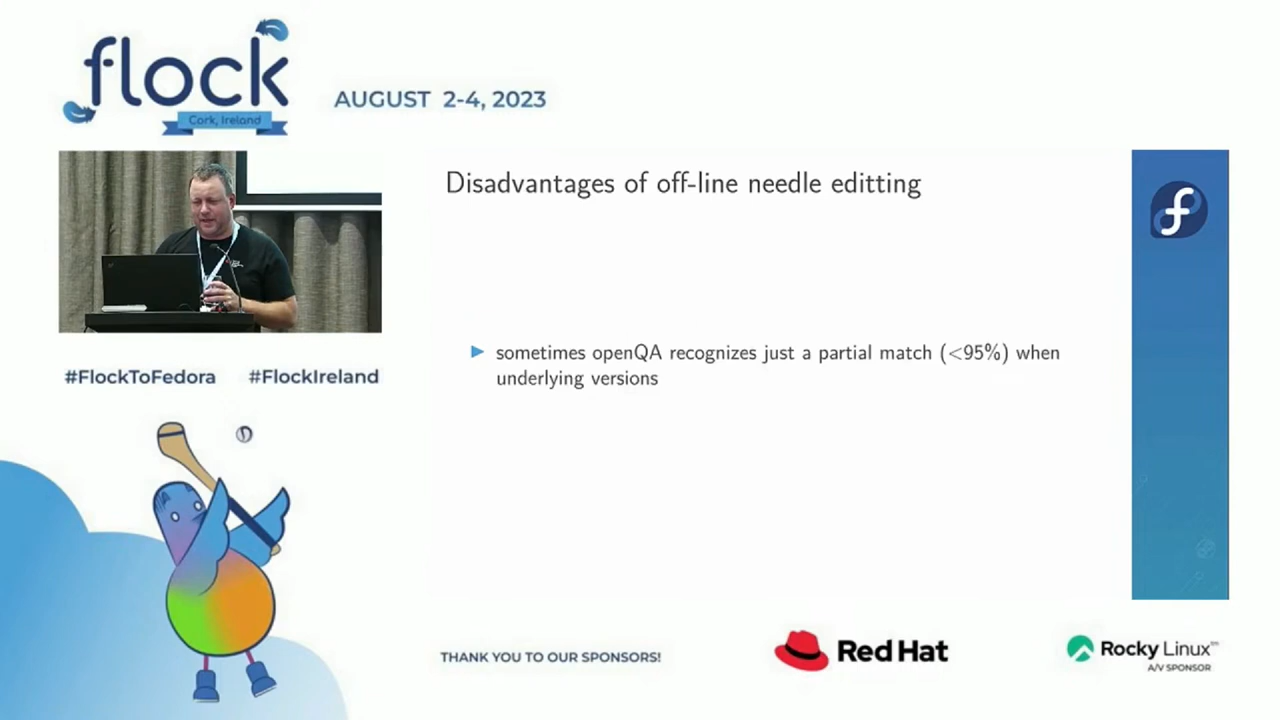 flock
Cork, Ireland
AUGUST 2-4, 2023
Disadvantages of off-line needle editting
sometimes openQA recognizes just a partial match (<95%) when
underlying versions
#FlockToFedora #FlockIreland
THANK YOU TO OUR SPONSORS!
Red Hat
Rocky Linux™
A/V SPONSOR